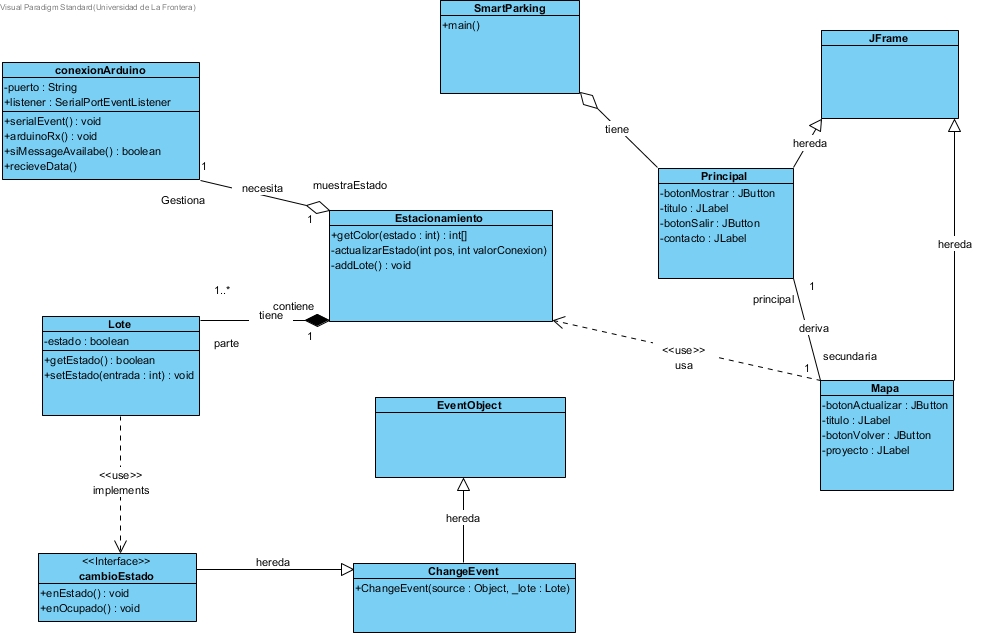 Visual Paradigm Standard(Universidad de La Frontera)
SmartParking
+main()
JFrame
conexionArduino
-puerto : String
+listener : SerialPortEventListener
+serialEvent() : void
+arduinoRx() : void
+siMessageAvailabe() : boolean
+recieveData()
tiene
hereda
1
necesita
muestraEstado
Gestiona
1
Principal
-botonMostrar : JButton
-titulo : JLabel
-botonSalir : JButton
-contacto : JLabel
Estacionamiento
+getColor(estado : int) : int[]
-actualizarEstado(int pos, int valorConexion)
-addLote() : void
hereda
1..*
contiene
tiene
parte
1
1
principal
deriva
secundaria
1
<<use>>
usa
Lote
-estado : boolean
+getEstado() : boolean
+setEstado(entrada : int) : void
Mapa
-botonActualizar : JButton
-titulo : JLabel
-botonVolver : JButton
-proyecto : JLabel
EventObject
<<use>>
implements
hereda
<<Interface>>
cambioEstado
+enEstado() : void
+enOcupado() : void
hereda
ChangeEvent
+ChangeEvent(source : Object, _lote : Lote)